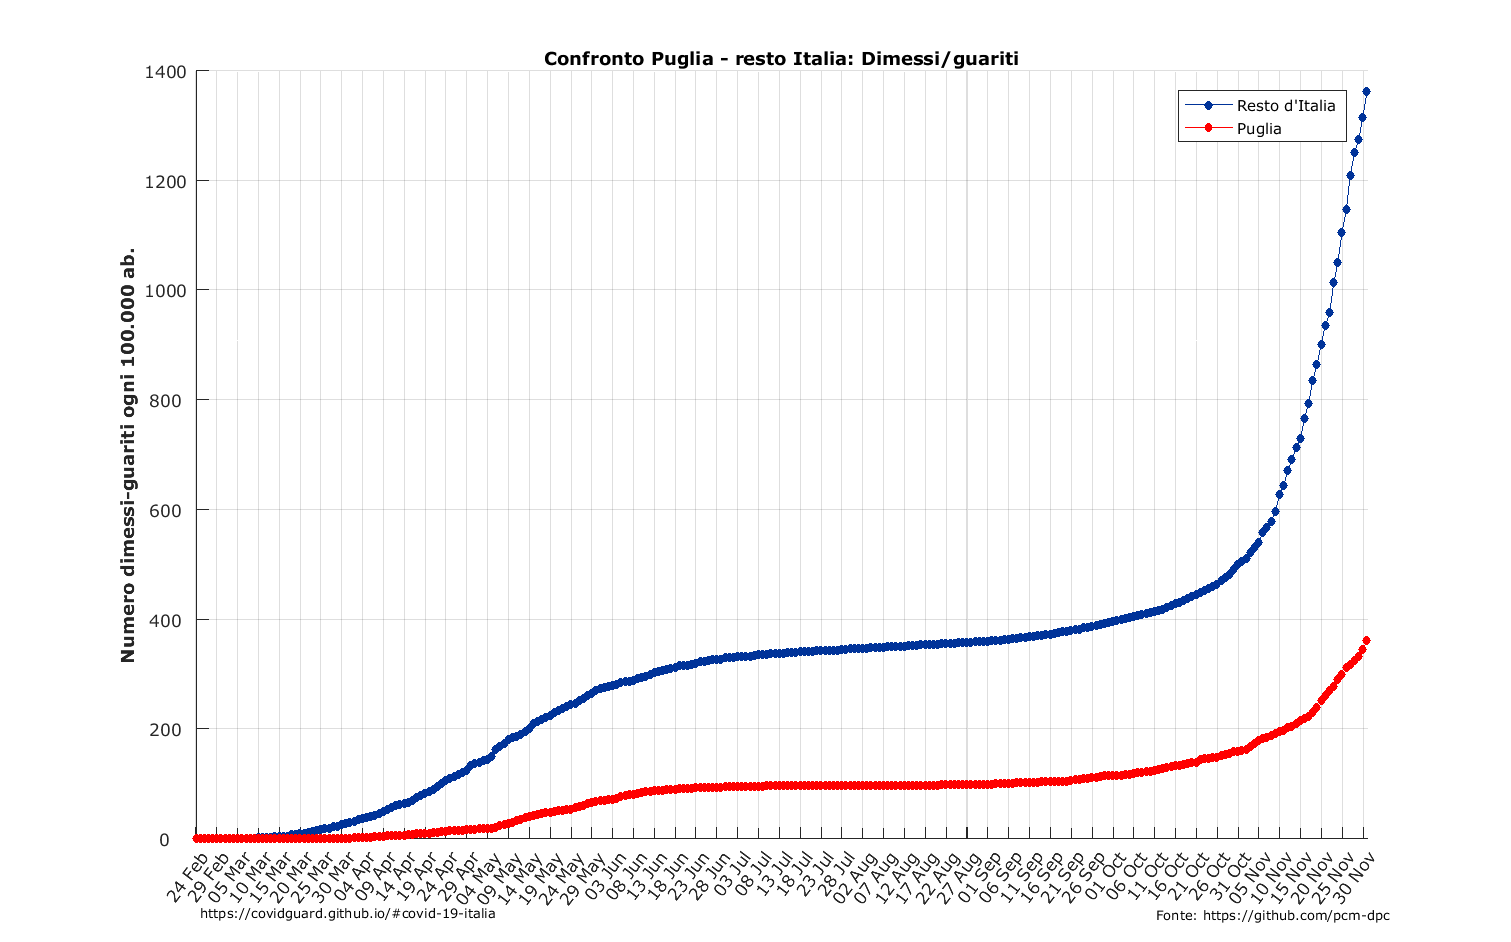 Confronto Puglia - resto Italia: Dimessi/guariti
Resto d'Italia
Puglia
Numero dimessi-guariti ogni 100.000 ab.
1400
1200
1000
800
600
400
200
0
24 Feb
29 Feb
05 Mar
10 Mar
15 Mar
20 Mar
25 Mar
30 Mar
04 Apr
09 Apr
14 Apr
19 Apr
24 Apr
29 Apr
04 May
09 May
14 May
19 May
24 May
29 May
03 Jun
08 Jun
13 Jun
18 Jun
23 Jun
28 Jun
03 Jul
08 Jul
13 Jul
18 Jul
23 Jul
28 Jul
02 Aug
07 Aug
12 Aug
17 Aug
22 Aug
27 Aug
01 Sep
06 Sep
11 Sep
16 Sep
21 Sep
26 Sep
01 Oct
06 Oct
11 Oct
16 Oct
21 Oct
26 Oct
31 Oct
05 Nov
10 Nov
15 Nov
20 Nov
25 Nov
30 Nov
https://covidguard.github.io/#covid-19-italia
Fonte: https://github.com/pcm-dpc